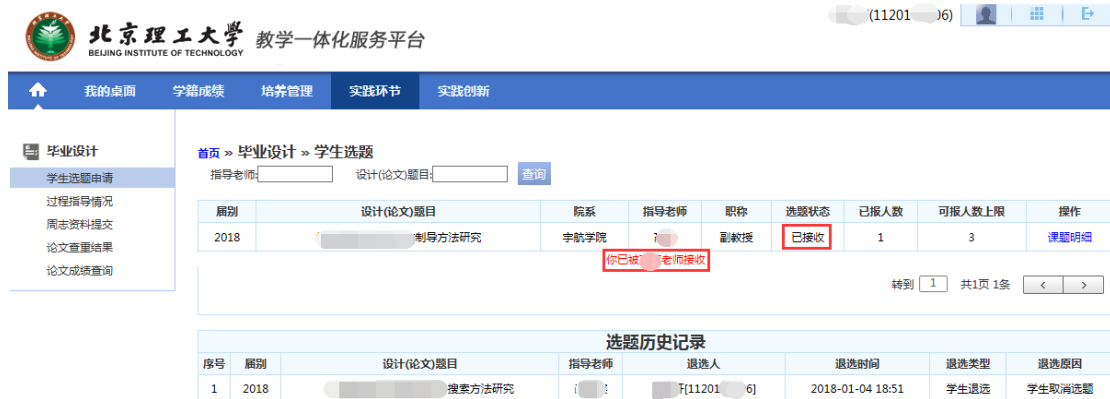 (11201 06)
北京理工大学 教学一体化服务平台
BEIJING INSTITUTE OF TECHNOLOGY
我的桌面 学籍成绩 培养管理 实践环节 实践创新
毕业设计
学生选题申请
过程指导情况
周志资料提交
论文查重结果
论文成绩查询
首页 » 毕业设计 » 学生选题
指导老师: 设计(论文)题目: 查询
届别 设计(论文)题目 院系 指导老师 职称 选题状态 已报人数 可报人数上限 操作
2018 制导方法研究 宇航学院 副教授 已接收 1 3 课题明细
你已被 老师接收
转到 1 共1页 1条 < >
选题历史记录
序号 届别 设计(论文)题目 指导老师 退选人 退选时间 退选类型 退选原因
1 2018 搜索方法研究 [11201 6] 2018-01-04 18:51 学生退选 学生取消选题